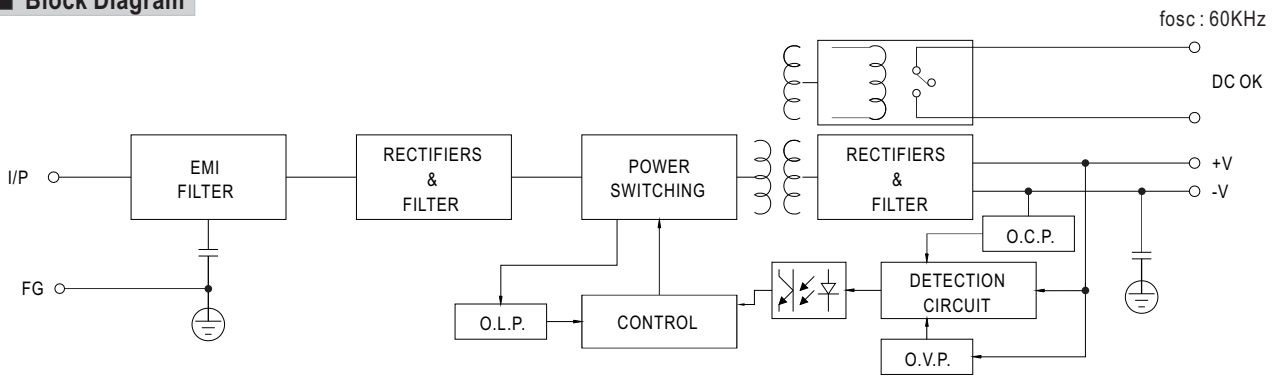 ■ Block Diagram
fosc : 60KHz
DC OK
I/P
EMI
FILTER
RECTIFIERS
&
FILTER
POWER
SWITCHING
RECTIFIERS
&
FILTER
+V
-V
O.C.P.
FG
O.L.P.
CONTROL
DETECTION
CIRCUIT
O.V.P.